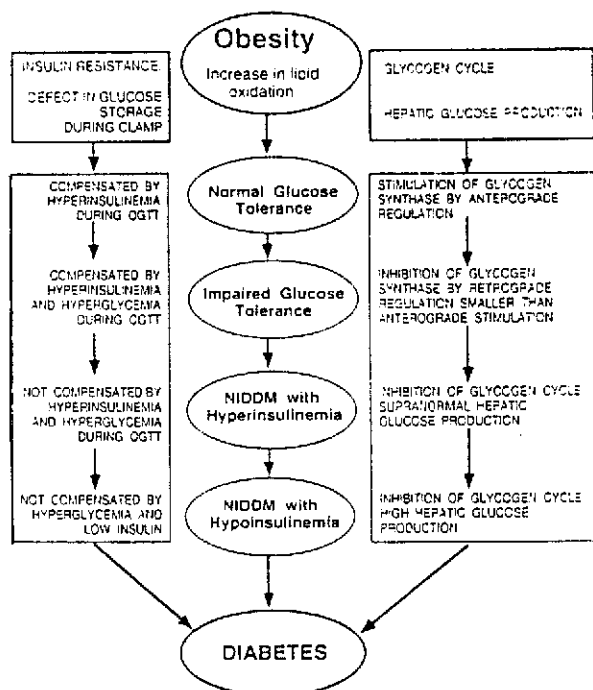 Obesity
Increase in lipid
oxidation
INSULIN RESISTANCE.
DEFECT IN GLUCOSE
STORAGE
DURING CLAMP
COMPENSATED BY
HYPERINSULINEMIA
DURING OGTT
COMPENSATED BY
HYPERINSULINEMIA
AND HYPERGLYCEMIA
DURING OGTT
NOT COMPENSATED BY
HYPERINSULINEMIA
AND HYPERGLYCEMIA
DURING OGTT
NOT COMPENSATED BY
HYPERGLYCEMIA AND
LOW INSULIN
Normal Glucose
Tolerance
Impaired Glucose
Tolerance
NIDDM with
Hyperinsulinemia
NIDDM with
Hypoinsulinemia
GLYCOGEN CYCLE
HEPATIC GLUCOSE PRODUCTION
STIMULATION OF GLYCOGEN
SYNTHASE BY ANTEROGRADE
REGULATION
INHIBITION OF GLYCOGEN
SYNTHASE BY RETROGRADE
REGULATION SMALLER THAN
ANTEROGRADE STIMULATION
INHIBITION OF GLYCOGEN CYCLE
SUPRANORMAL HEPATIC
GLUCOSE PRODUCTION
INHIBITION OF GLYCOGEN CYCLE
HIGH HEPATIC GLUCOSE
PRODUCTION
DIABETES